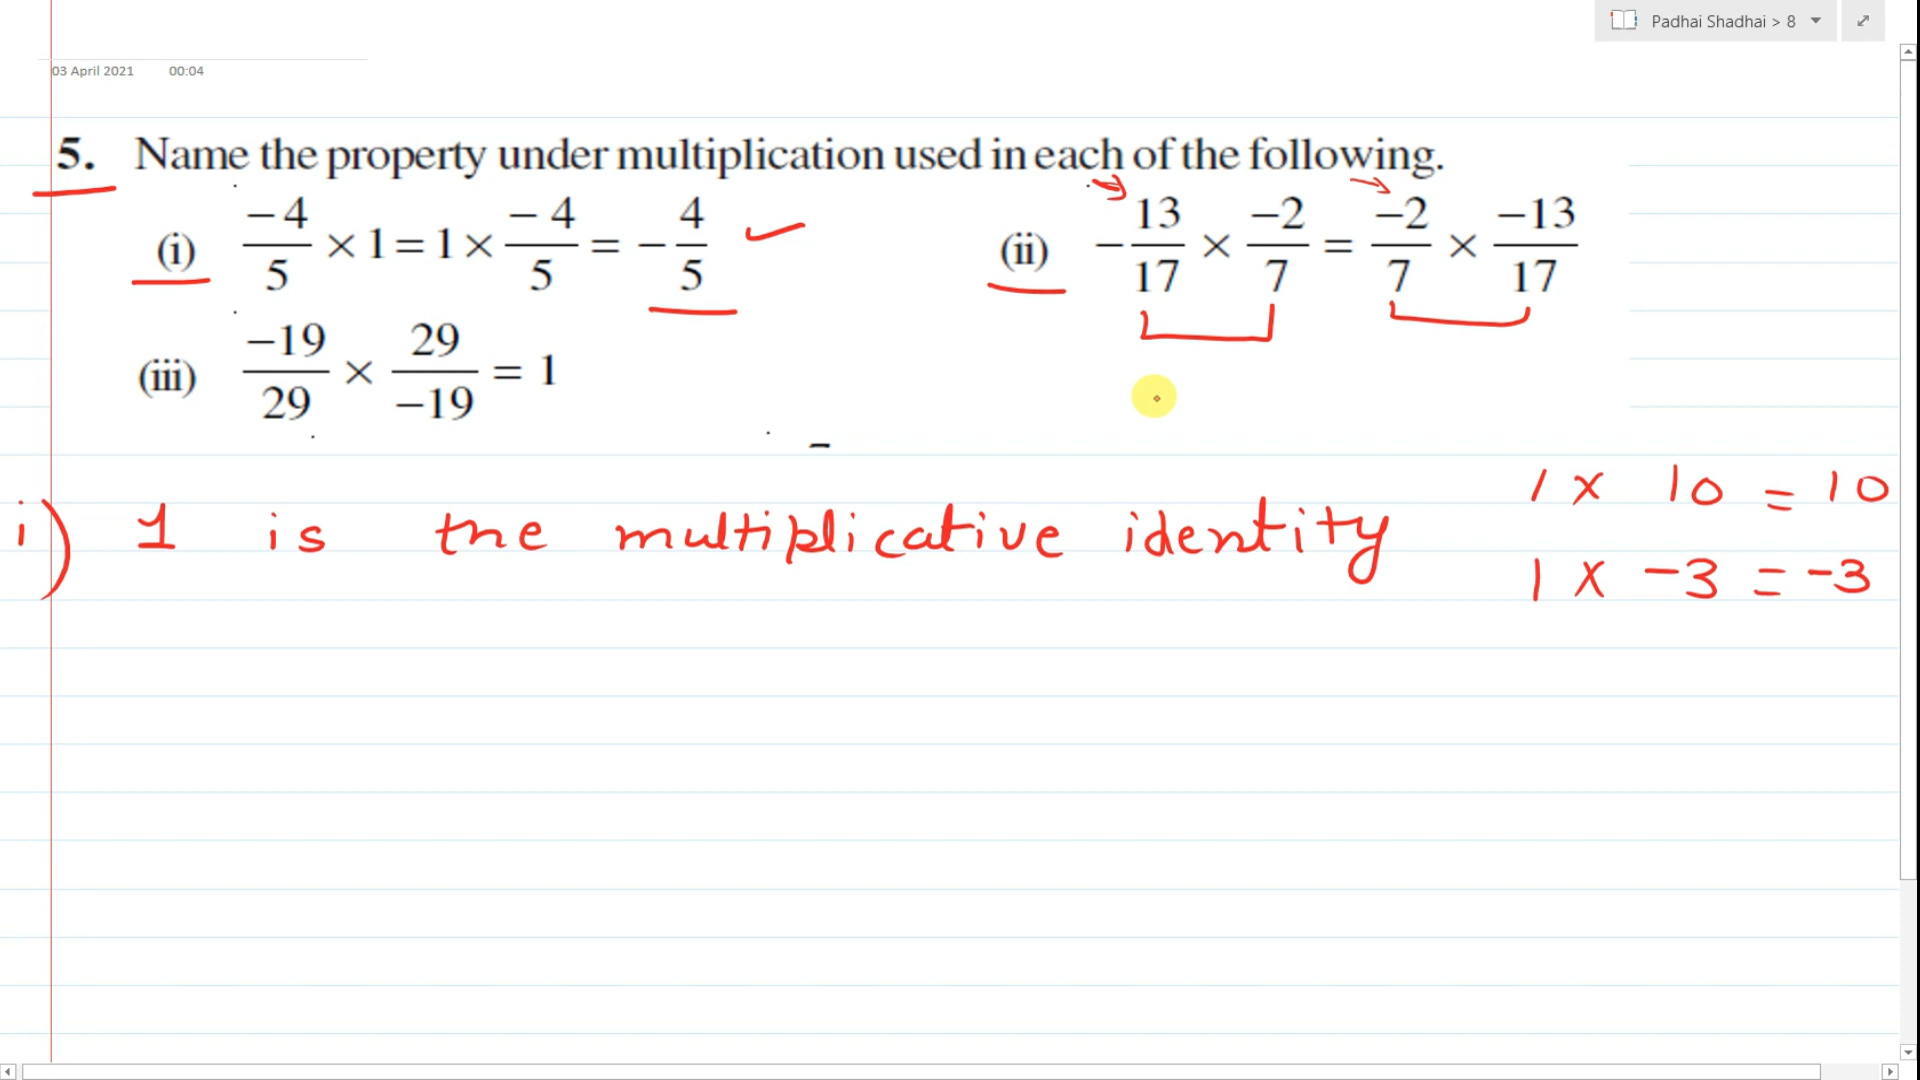 Padhai Shadhai > 8
03 April 2021 00:04
5. Name the property under multiplication used in each of the following.
(i) −4/5 × 1 = 1 × −4/5 = −4/5
(ii) −13/17 × −2/7 = −2/7 × −13/17
(iii) −19/29 × 29/−19 = 1
1 × 10 = 10
i) 1 is the multiplicative identity
1 × −3 = −3